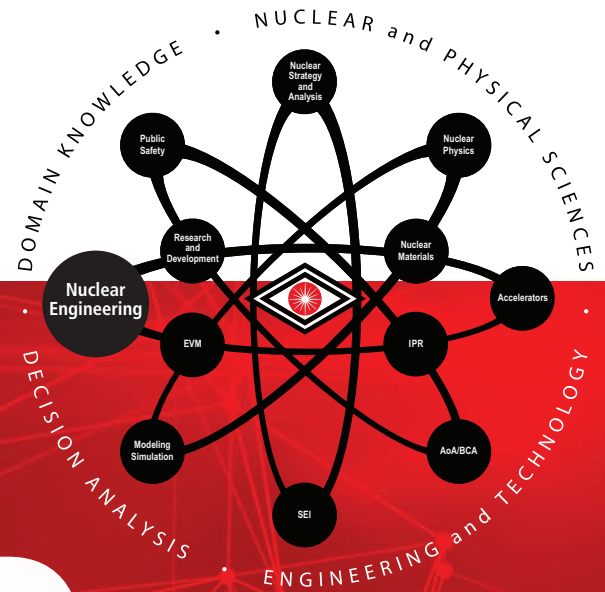 DOMAIN KNOWLEDGE
·
NUCLEAR and PHYSICAL SCIENCES
·
Nuclear
Strategy
and
Analysis
Public
Safety
Nuclear
Physics
Research
and
Development
Nuclear
Materials
Nuclear
Engineering
Accelerators
EVM
IPR
Modeling
Simulation
AoA/BCA
SEI
·
DECISION ANALYSIS
·
ENGINEERING and TECHNOLOGY